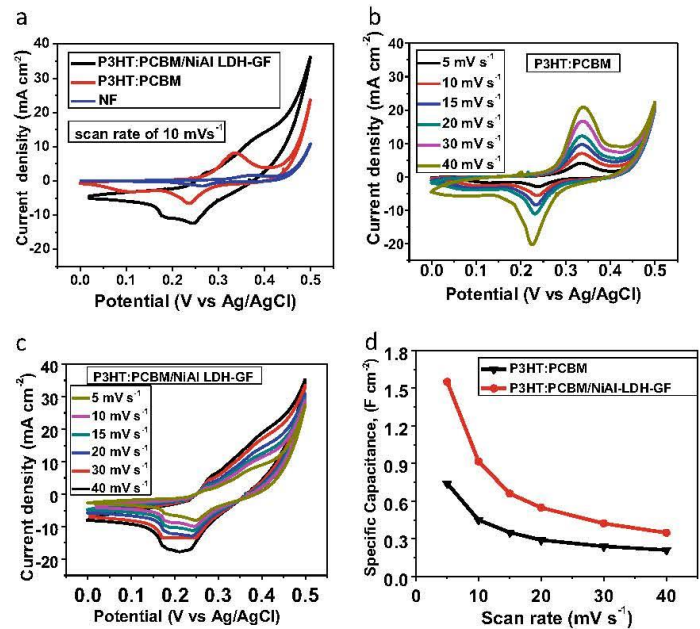 a
P3HT:PCBM/NiAl LDH-GF
P3HT:PCBM
NF
scan rate of 10 mVs-1
Current density (mA cm-2)
40
30
20
10
0
-10
-20
0.0 0.1 0.2 0.3 0.4 0.5
Potential (V vs Ag/AgCl)
b
5 mV s-1
10 mV s-1
15 mV s-1
20 mV s-1
30 mV s-1
40 mV s-1
P3HT:PCBM
Current density (mA cm-2)
50
40
30
20
10
0
-10
-20
0.0 0.1 0.2 0.3 0.4 0.5
Potential (V vs Ag/AgCl)
c
P3HT:PCBM/NiAl LDH-GF
5 mV s-1
10 mV s-1
15 mV s-1
20 mV s-1
30 mV s-1
40 mV s-1
Current density (mA cm-2)
40
30
20
10
0
-10
-20
0.0 0.1 0.2 0.3 0.4 0.5
Potential (V vs Ag/AgCl)
d
P3HT:PCBM
P3HT:PCBM/NiAl-LDH-GF
Specific Capacitance, (F cm-2)
1.8
1.5
1.2
0.9
0.6
0.3
0.0
0 10 20 30 40
Scan rate (mV s-1)